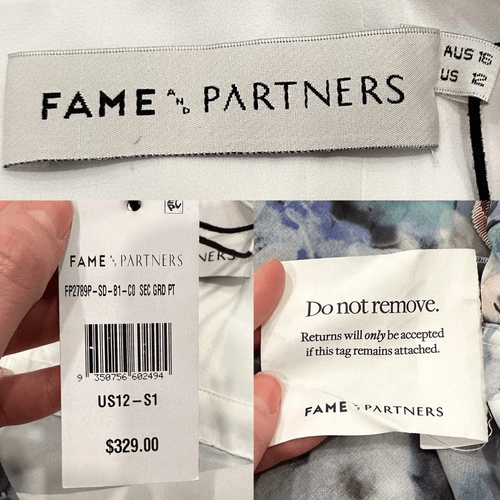 FAME AND PARTNERS
AUS 16
US 12
FAME AND PARTNERS
NERS
FP2789P-SD-B1-C0 SEC GRD PT
9 350756 602494
US12-S1
$329.00
Do not remove.
Returns will only be accepted
if this tag remains attached.
FAME AND PARTNERS